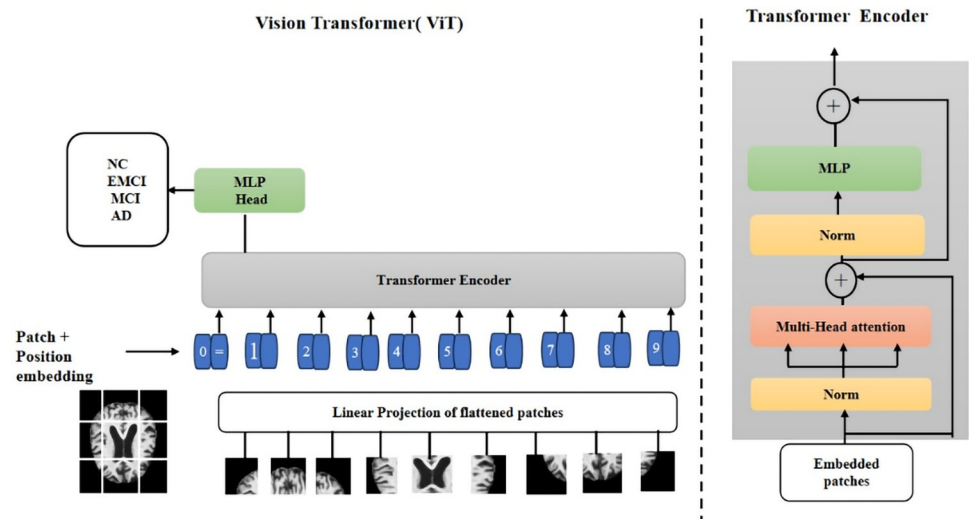 Vision Transformer( ViT)
NC
EMCI
MCI
AD
MLP
Head
Transformer Encoder
Patch +
Position
embedding
0 = 1 2 3 4 5 6 7 8 9
Linear Projection of flattened patches
Transformer Encoder
+
MLP
Norm
+
Multi-Head attention
Norm
Embedded
patches